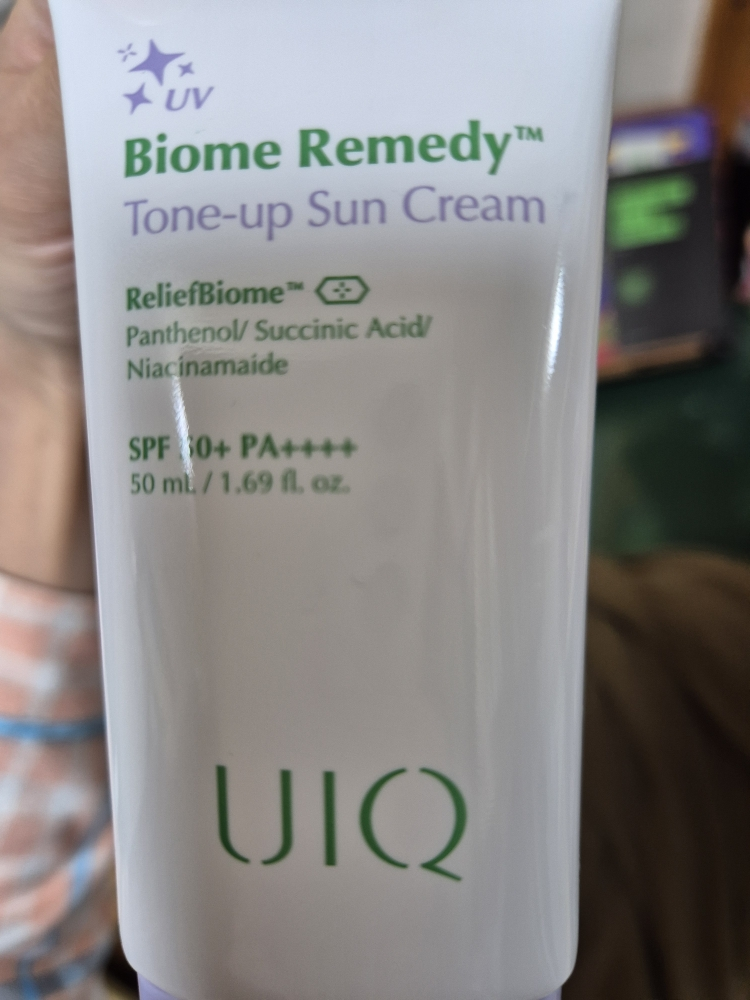 UV
Biome Remedy™
Tone-up Sun Cream
ReliefBiome™
Panthenol/ Succinic Acid/
Niacinamaide
SPF 50+ PA++++
50 mL / 1.69 fl. oz.
UIQ